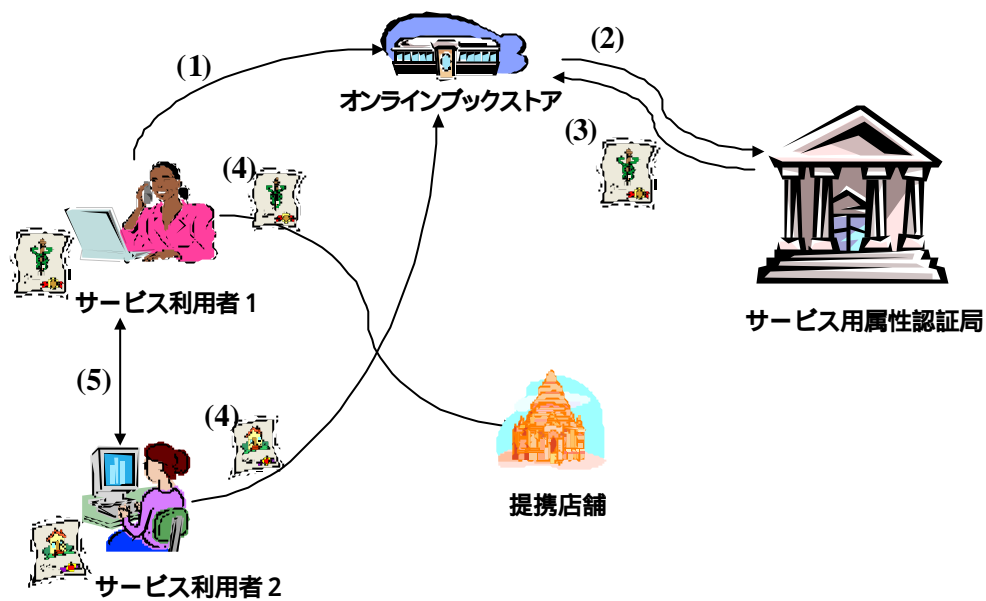 (1)
(2)
オンラインブックストア
(3)
(4)
サービス利用者1
サービス用属性認証局
(5)
(4)
提携店舗
サービス利用者2